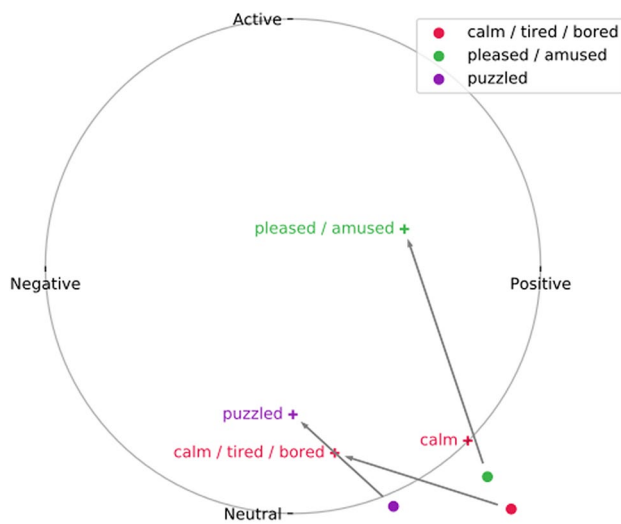 Active
calm / tired / bored
pleased / amused
puzzled
pleased / amused
Negative
Positive
puzzled
calm
calm / tired / bored
Neutral